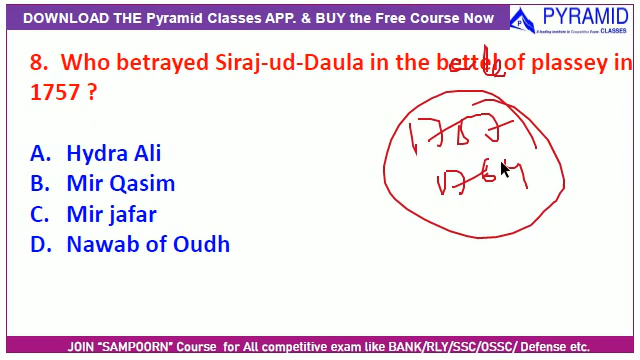 DOWNLOAD THE Pyramid Classes APP. & BUY the Free Course Now
PYRAMID
CLASSES
8. Who betrayed Siraj-ud-Daula in the bettel of plassey in
1757 ?
1757
1764
A. Hydra Ali
B. Mir Qasim
C. Mir jafar
D. Nawab of Oudh
JOIN “SAMPOORN” Course for All competitive exam like BANK/RLY/SSC/OSSC/ Defense etc.